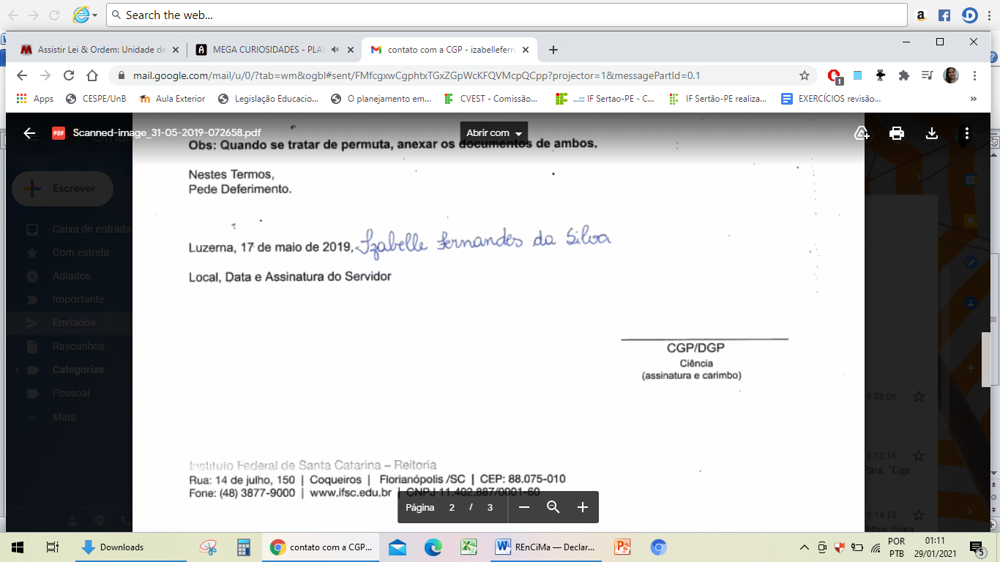 Search the web...
Assistir Lei & Ordem: Unidade de
MEGA CURIOSIDADES - PLAY
contato com a CGP - izabellefern
mail.google.com/mail/u/0/?tab=wm&ogbl#sent/FMfcgxwCgphtxTGxZGpWcKFQVMcpQCpp?projector=1&messagePartId=0.1
1
Apps CESPE/UnB Aula Exterior Legislação Educacio... O planejamento em... CVEST - Comissão... ...::: IF Sertao-PE - C... IF Sertão-PE realiza... EXERCÍCIOS revisão... »
PDF Scanned-image_31-05-2019-072658.pdf
Abrir com
Obs: Quando se tratar de permuta, anexar os documentos de ambos.
Nestes Termos,
Pede Deferimento.
Luzerna, 17 de maio de 2019, Izabelle Fernandes da Silva
Local, Data e Assinatura do Servidor
CGP/DGP
Ciência
(assinatura e carimbo)
Instituto Federal de Santa Catarina – Reitoria
Rua: 14 de julho, 150 | Coqueiros | Florianópolis /SC | CEP: 88.075-010
Fone: (48) 3877-9000 | www.ifsc.edu.br | CNPJ 11.402.887/0001-60
Página 2 / 3
Escrever
Caixa de entrada
Com estrela
Adiados
Importante
Enviados
Rascunhos
Categorias
Pessoal
Mais
9 08:06
9 13:16
Para: "Cgp
9 14:15
https://sina
Downloads
contato com a CGP...
REnCiMa — Declar...
POR
PTB
01:11
29/01/2021
5